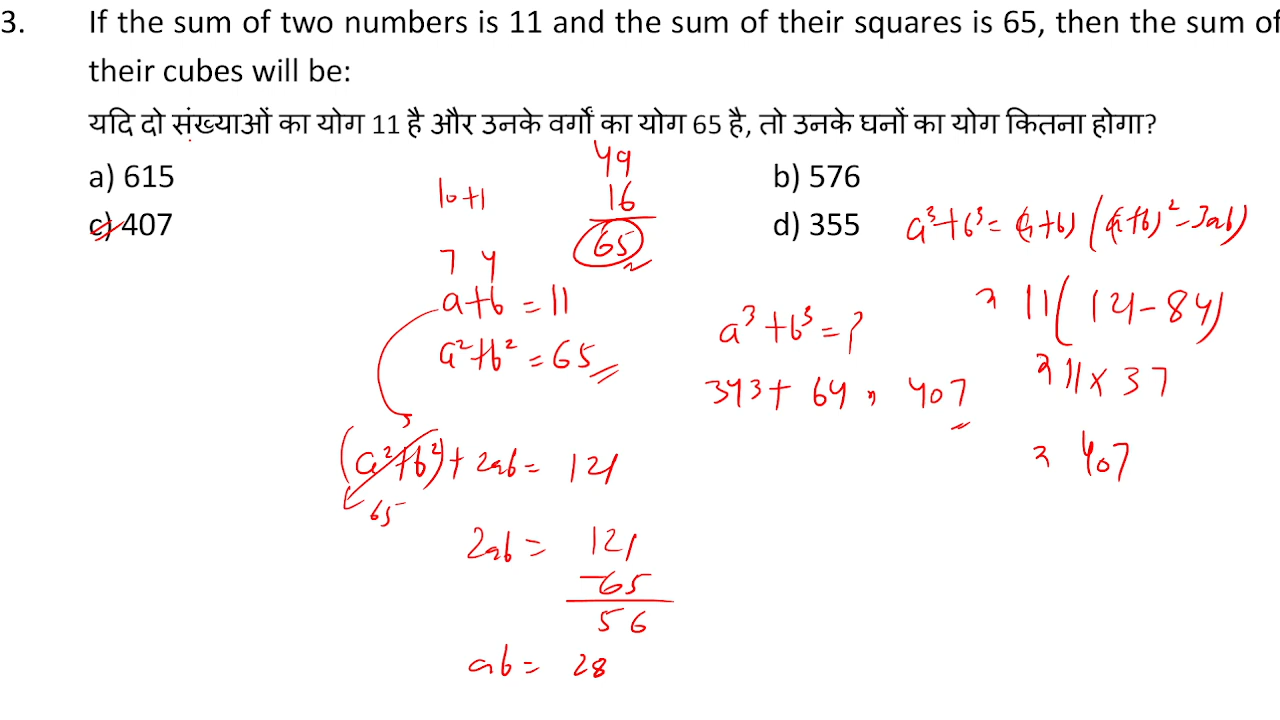 3. If the sum of two numbers is 11 and the sum of their squares is 65, then the sum of
their cubes will be:
यदि दो संख्याओं का योग 11 है और उनके वर्गों का योग 65 है, तो उनके घनों का योग कितना होगा?
a) 615
b) 576
c) 407
d) 355
10+1
49
16
65
7 4
a+b = 11
a²+b² = 65
(a²+b²)+2ab = 121
65
2ab = 121
-65
56
ab = 28
a³+b³ = ?
343+ 64 = 407
a³+b³ = (a+b) ((a+b)²-3ab)
= 11(121-84)
= 11 x 37
= 407